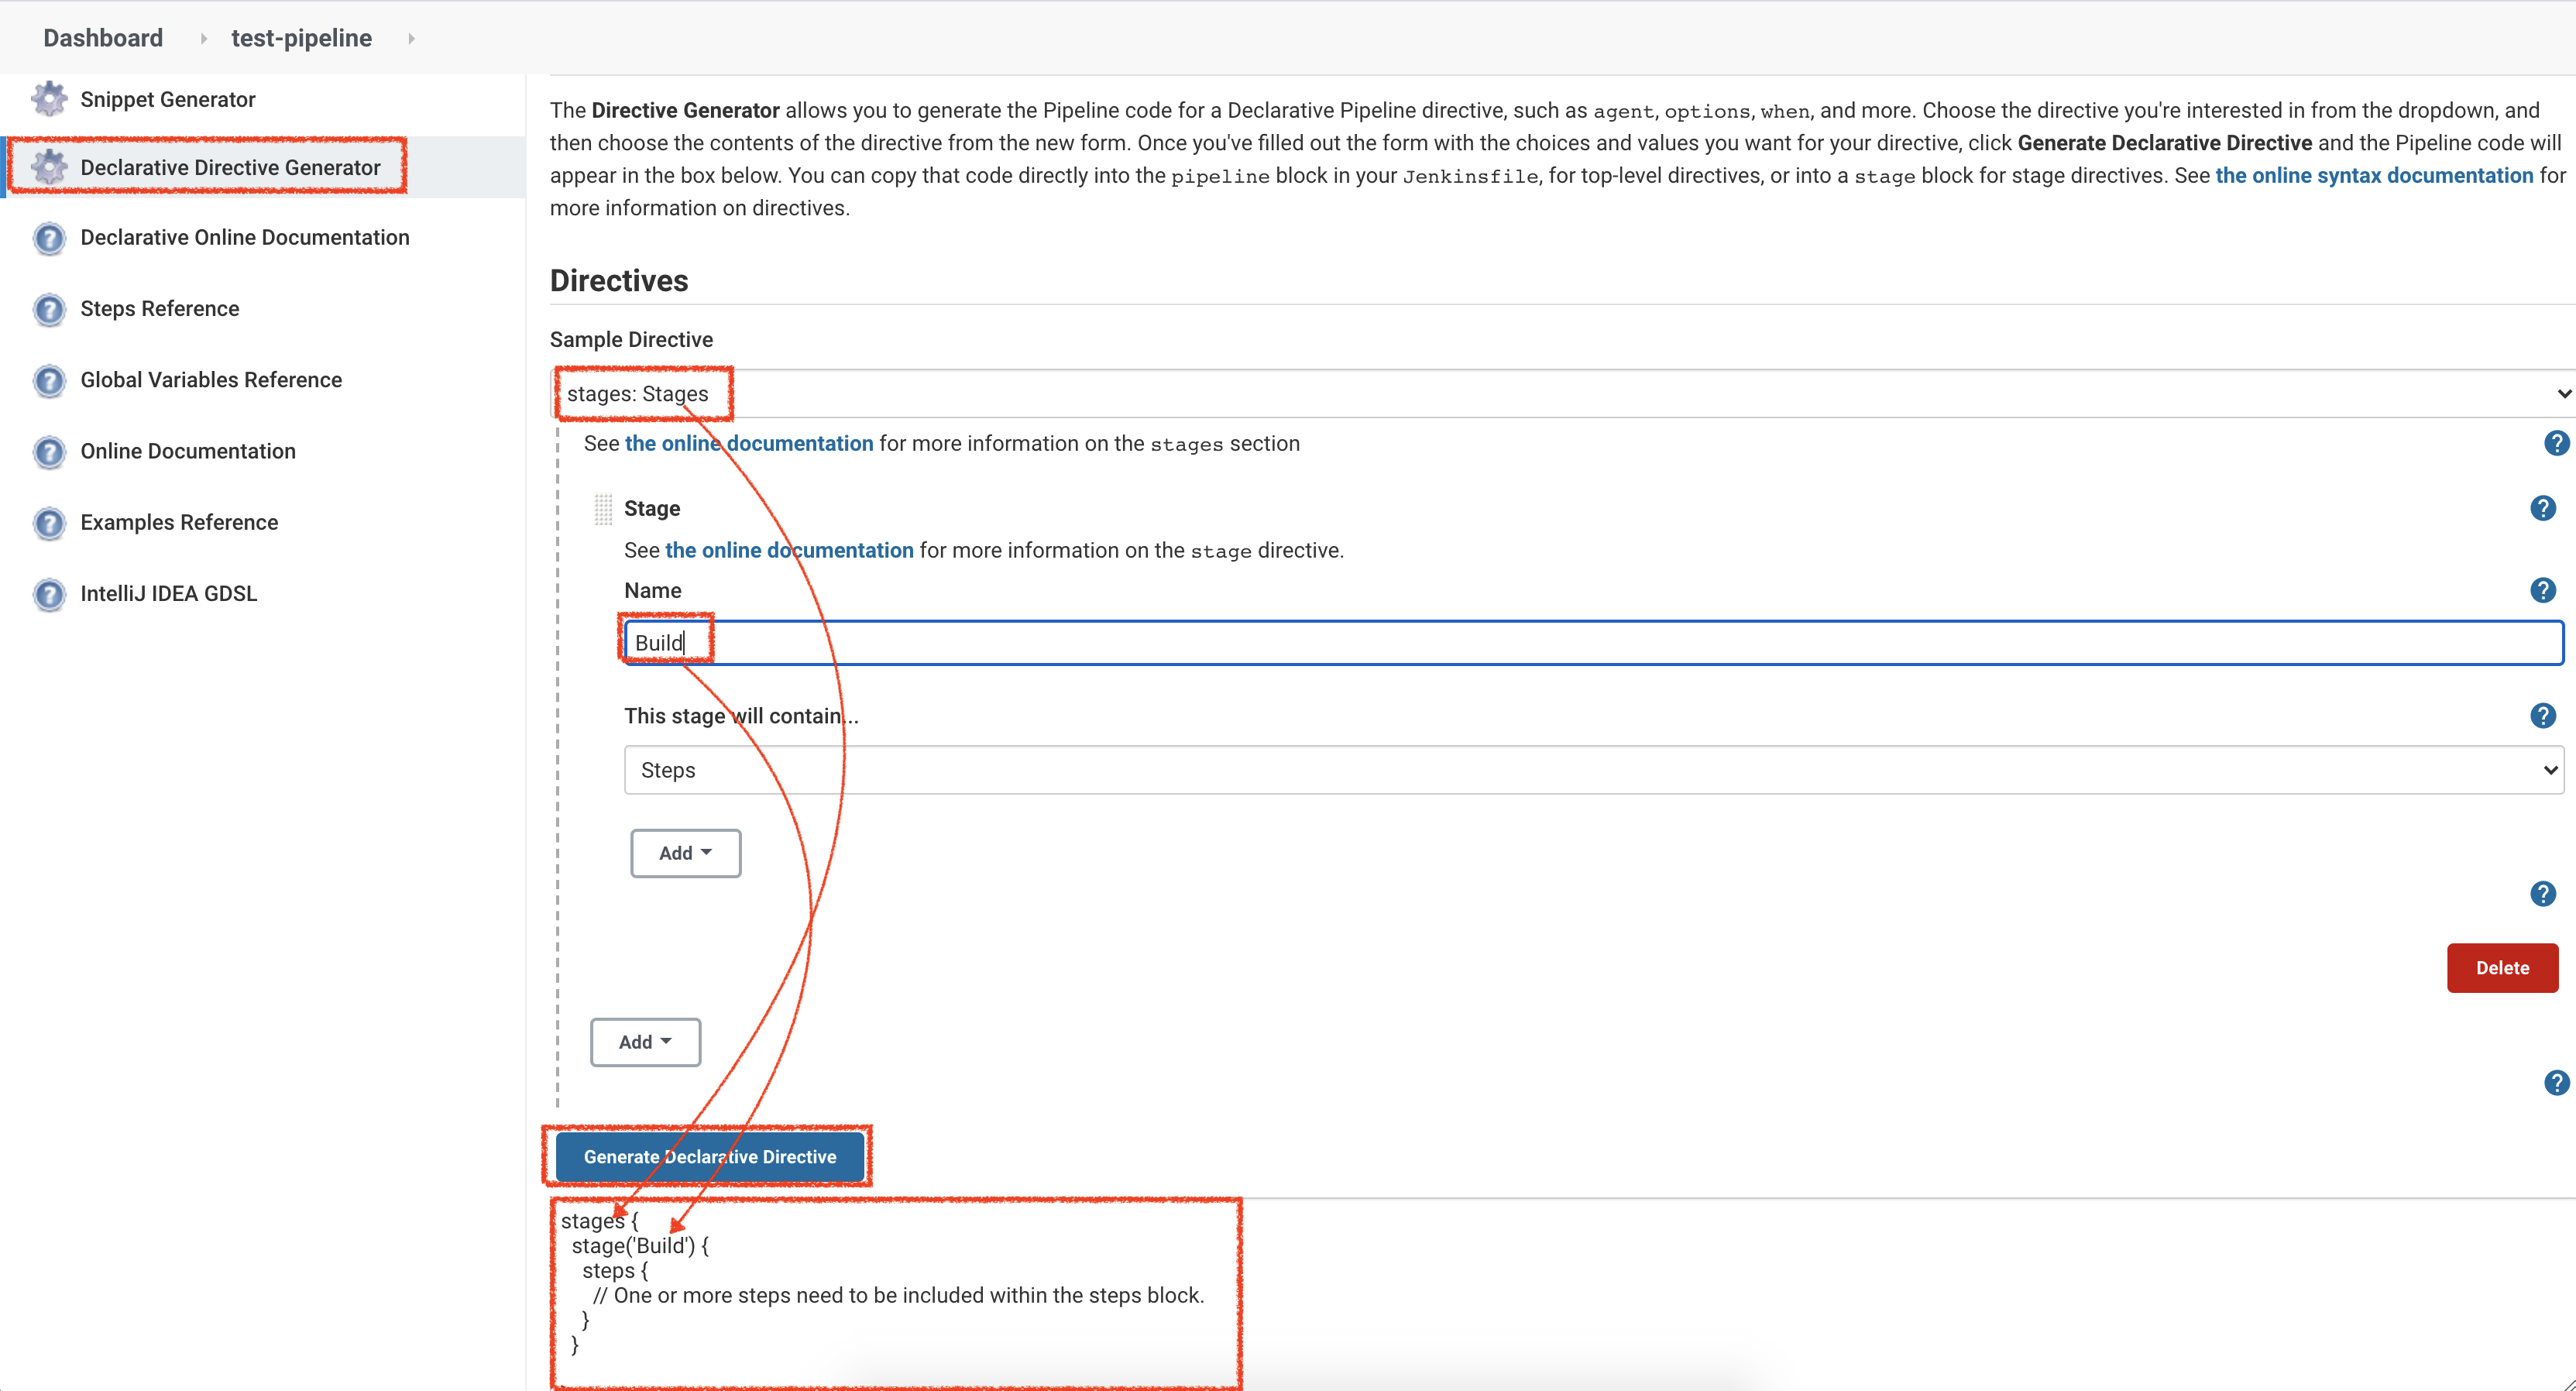 Dashboard
test-pipeline
Snippet Generator
Declarative Directive Generator
Declarative Online Documentation
Steps Reference
Global Variables Reference
Online Documentation
Examples Reference
IntelliJ IDEA GDSL
The Directive Generator allows you to generate the Pipeline code for a Declarative Pipeline directive, such as agent, options, when, and more. Choose the directive you're interested in from the dropdown, and
then choose the contents of the directive from the new form. Once you've filled out the form with the choices and values you want for your directive, click Generate Declarative Directive and the Pipeline code will
appear in the box below. You can copy that code directly into the pipeline block in your Jenkinsfile, for top-level directives, or into a stage block for stage directives. See the online syntax documentation for
more information on directives.
Directives
Sample Directive
stages: Stages
See the online documentation for more information on the stages section
?
Stage
?
See the online documentation for more information on the stage directive.
Name
?
Build
This stage will contain...
?
Steps
Add
?
Delete
Add
?
Generate Declarative Directive
stages {
stage('Build') {
steps {
// One or more steps need to be included within the steps block.
}
}